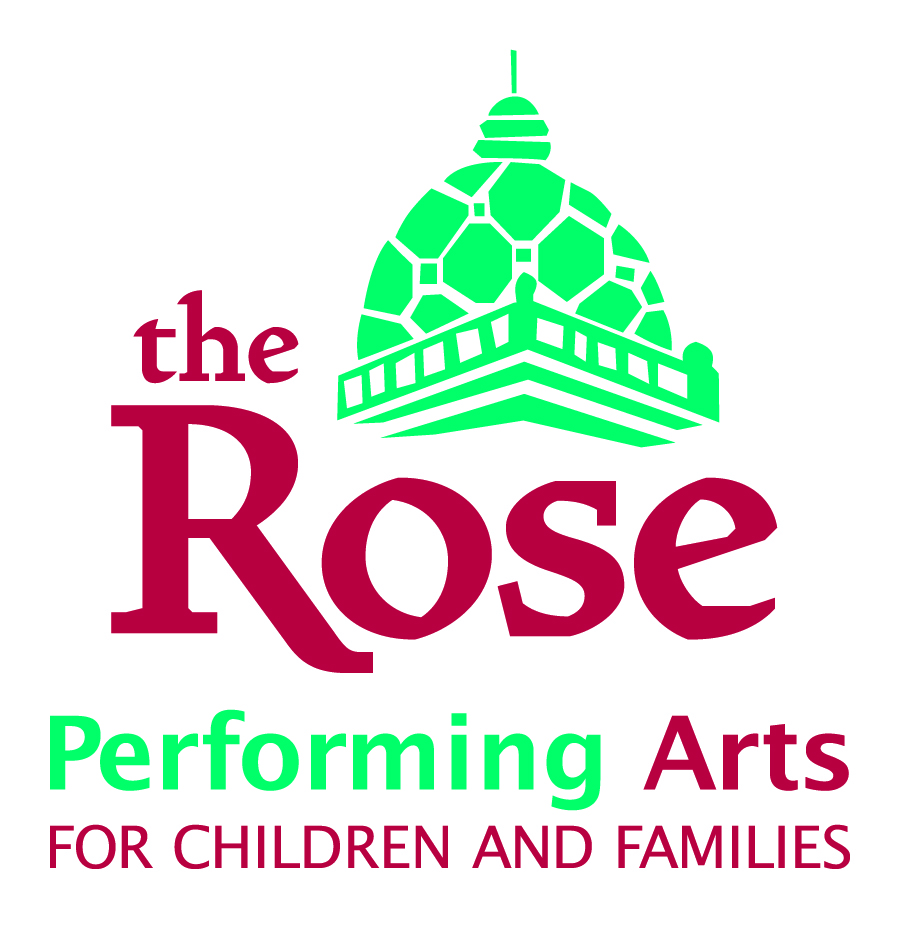 the
Rose
Performing Arts
FOR CHILDREN AND FAMILIES